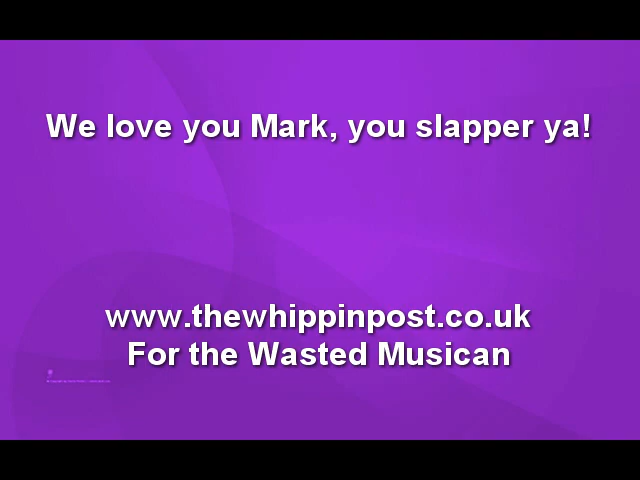 We love you Mark, you slapper ya!
www.thewhippinpost.co.uk
For the Wasted Musican